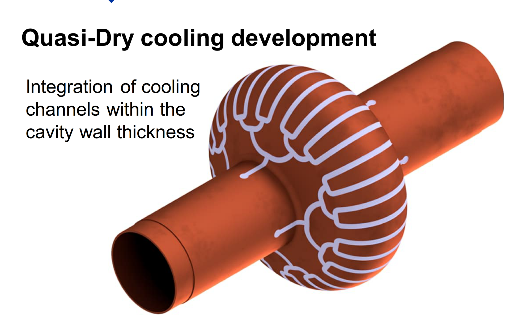 Quasi-Dry cooling development
Integration of cooling
channels within the
cavity wall thickness